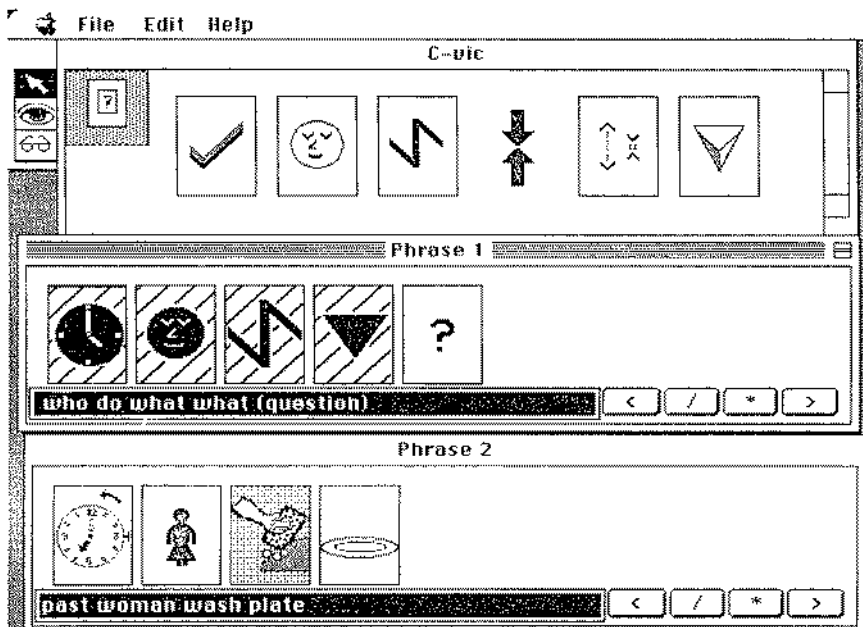 File Edit Help
C-vic
?
Phrase 1
?
who do what what (question)
< / * >
Phrase 2
past woman wash plate
< / * >